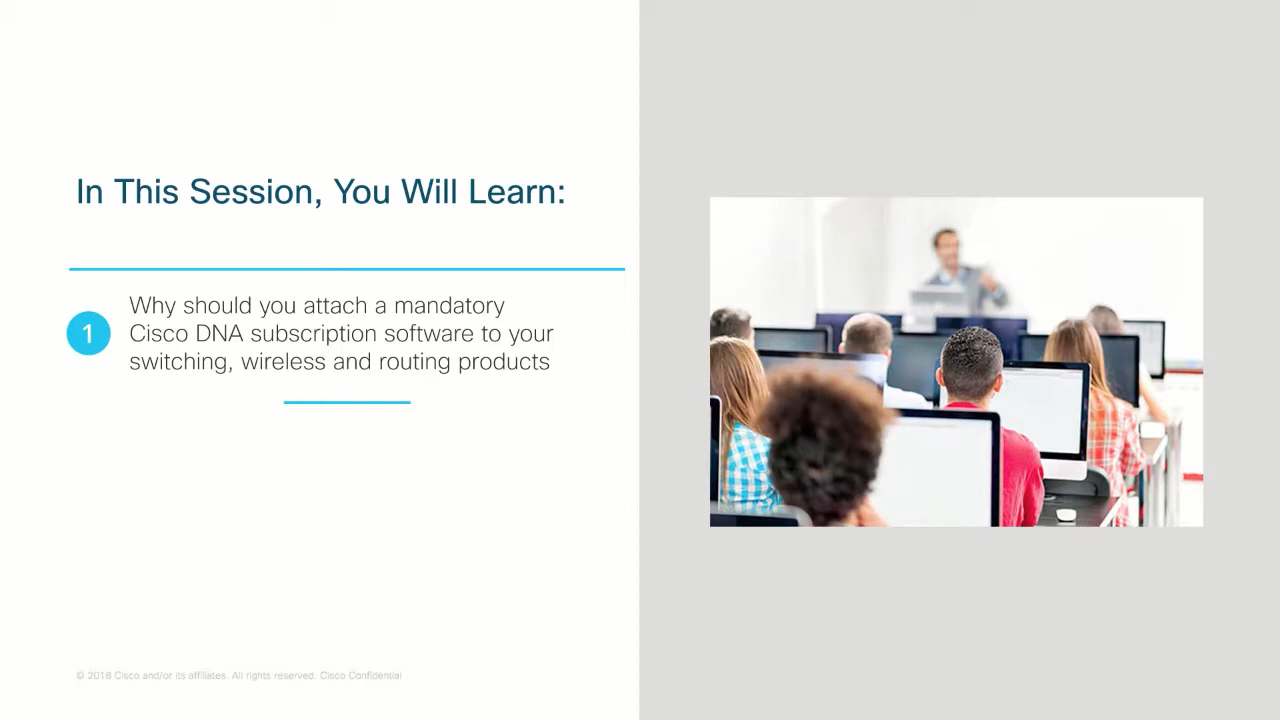 In This Session, You Will Learn:
1
Why should you attach a mandatory
Cisco DNA subscription software to your
switching, wireless and routing products
© 2018 Cisco and/or its affiliates. All rights reserved. Cisco Confidential